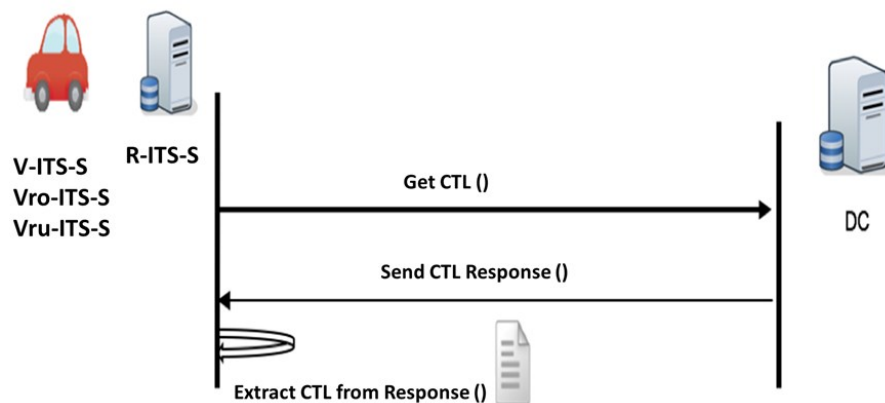 V-ITS-S
Vro-ITS-S
Vru-ITS-S
R-ITS-S
Get CTL ()
DC
Send CTL Response ()
Extract CTL from Response ()